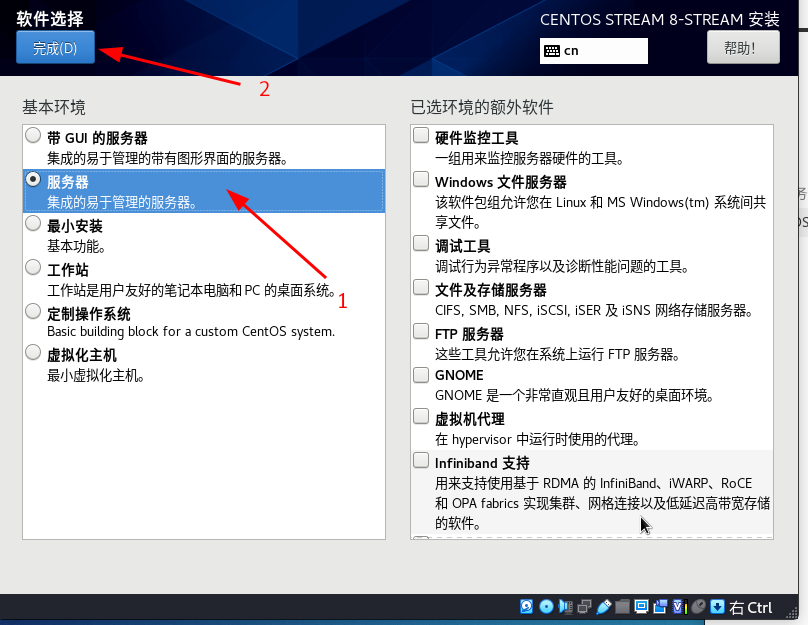 软件选择
CENTOS STREAM 8-STREAM 安装
完成(D)
cn
帮助!
2
基本环境
带 GUI 的服务器
集成的易于管理的带有图形界面的服务器。
服务器
集成的易于管理的服务器。
最小安装
基本功能。
工作站
工作站是用户友好的笔记本电脑和 PC 的桌面系统。
1
定制操作系统
Basic building block for a custom CentOS system.
虚拟化主机
最小虚拟化主机。
已选环境的额外软件
硬件监控工具
一组用来监控服务器硬件的工具。
Windows 文件服务器
该软件包组允许您在 Linux 和 MS Windows(tm) 系统间共
享文件。
调试工具
调试行为异常程序以及诊断性能问题的工具。
文件及存储服务器
CIFS, SMB, NFS, iSCSI, iSER 及 iSNS 网络存储服务器。
FTP 服务器
这些工具允许您在系统上运行 FTP 服务器。
GNOME
GNOME 是一个非常直观且用户友好的桌面环境。
虚拟机代理
在 hypervisor 中运行时使用的代理。
Infiniband 支持
用来支持使用基于 RDMA 的 InfiniBand、iWARP、RoCE
和 OPA fabrics 实现集群、网格连接以及低延迟高带宽存储
的软件。
右 Ctrl